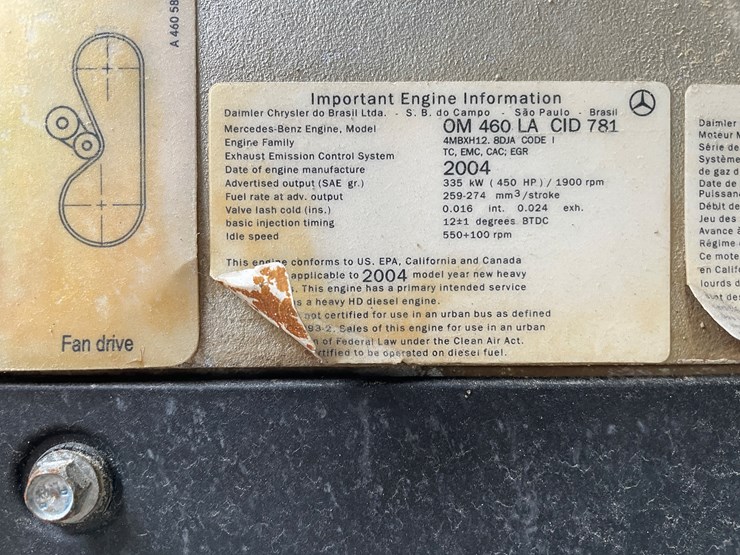 A 460 58
Fan drive
Important Engine Information
Daimler Chrysler do Brasil Ltda. - S. B. do Campo - São Paulo - Brasil
Mercedes-Benz Engine, Model OM 460 LA CID 781
Engine Family 4MBXH12. 8DJA CODE I
Exhaust Emission Control System TC, EMC, CAC; EGR
Date of engine manufacture 2004
Advertised output (SAE gr.) 335 kW ( 450 HP ) / 1900 rpm
Fuel rate at adv. output 259-274 mm3/stroke
Valve lash cold (ins.) 0.016 int. 0.024 exh.
basic injection timing 12±1 degrees BTDC
Idle speed 550+100 rpm
This engine conforms to US. EPA, California and Canada
applicable to 2004 model year new heavy
. This engine has a primary intended service
s a heavy HD diesel engine.
not certified for use in an urban bus as defined
93-2. Sales of this engine for use in an urban
n of Federal Law under the Clean Air Act.
rtified to be operated on diesel fuel.
Daimler
Moteur M
Série de
Système
de gaz d
Date de
Puissan
Débit de
Jeu des
Avance à
Régime
Ce mote
en Califo
lourds d